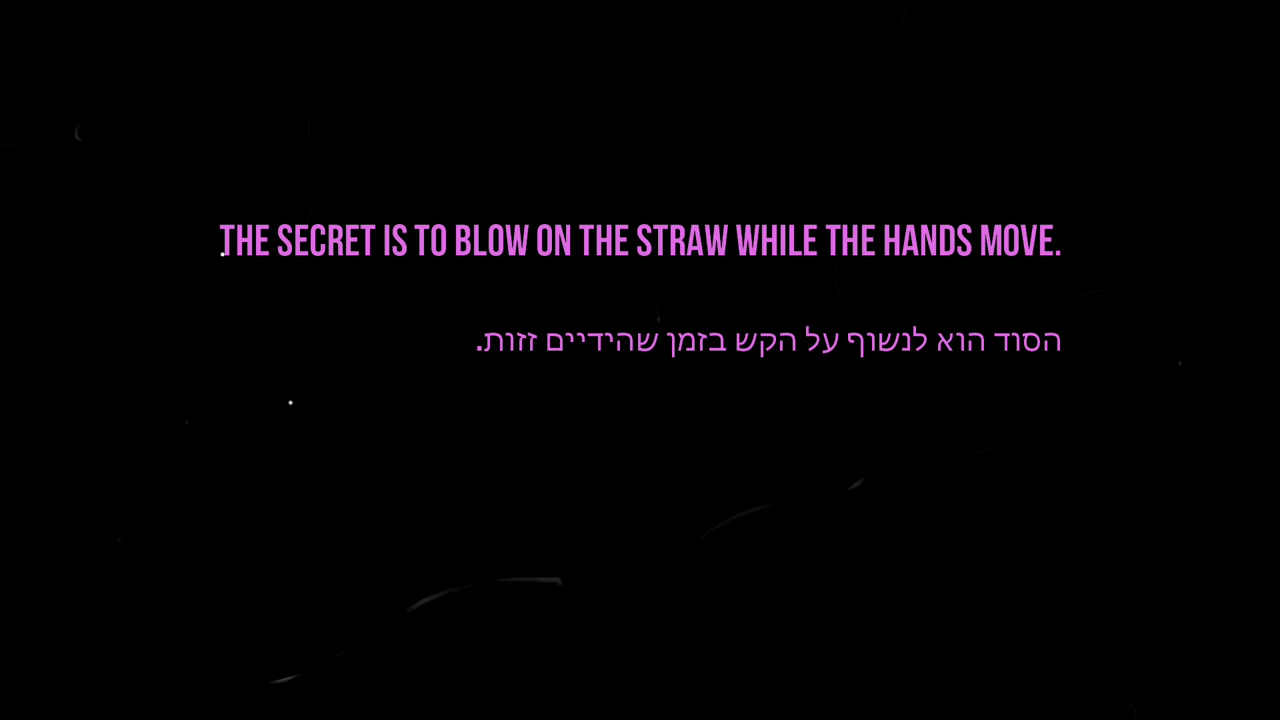 THE SECRET IS TO BLOW ON THE STRAW WHILE THE HANDS MOVE.
הסוד הוא לנשוף על הקש בזמן שהידיים זזות.